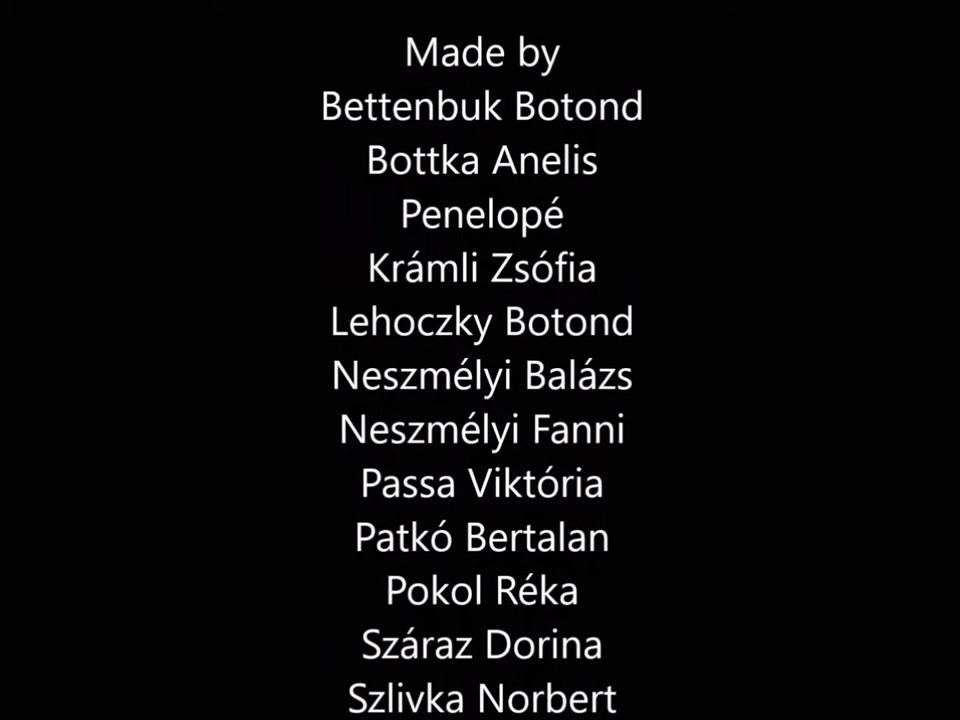 Made by
Bettenbuk Botond
Bottka Anelis
Penelopé
Krámli Zsófia
Lehoczky Botond
Neszmélyi Balázs
Neszmélyi Fanni
Passa Viktória
Patkó Bertalan
Pokol Réka
Száraz Dorina
Szlivka Norbert